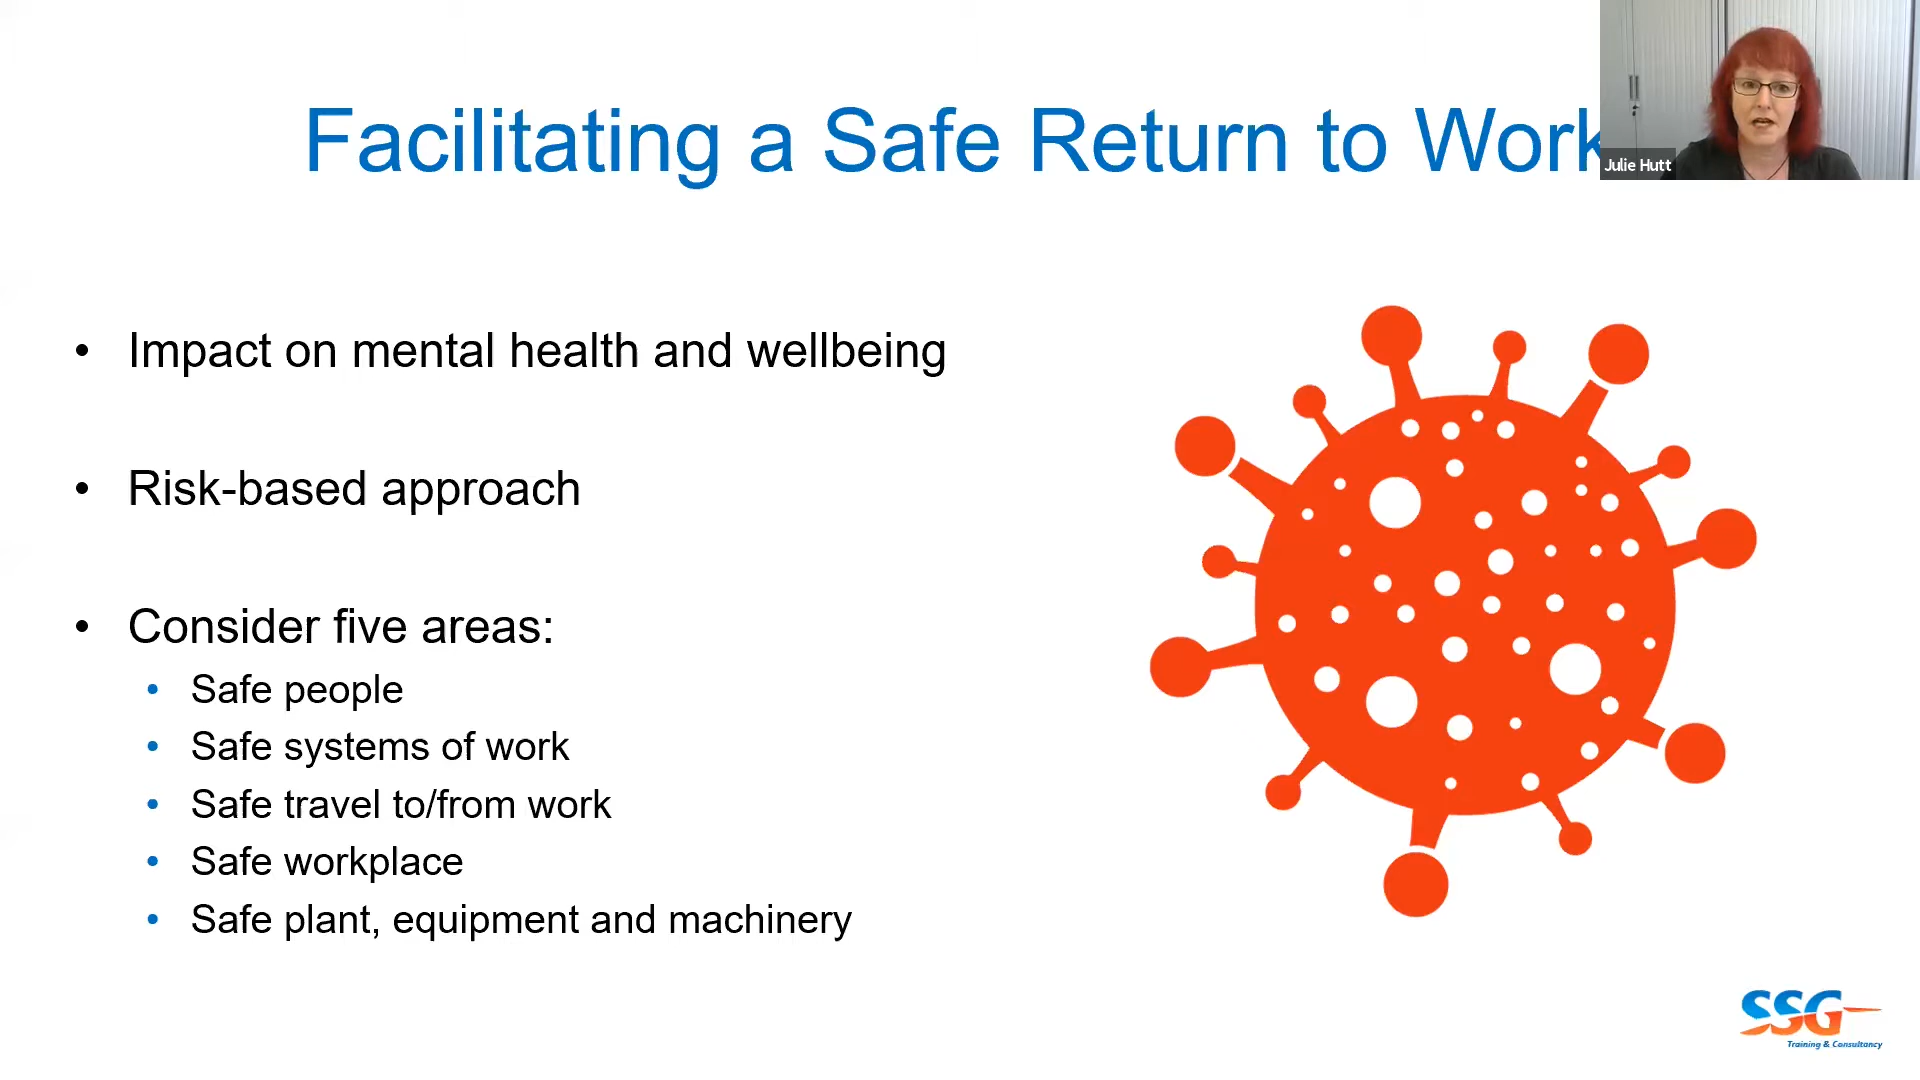 Facilitating a Safe Return to Work
Julie Hutt
• Impact on mental health and wellbeing
• Risk-based approach
• Consider five areas:
• Safe people
• Safe systems of work
• Safe travel to/from work
• Safe workplace
• Safe plant, equipment and machinery
SSG
Training & Consultancy